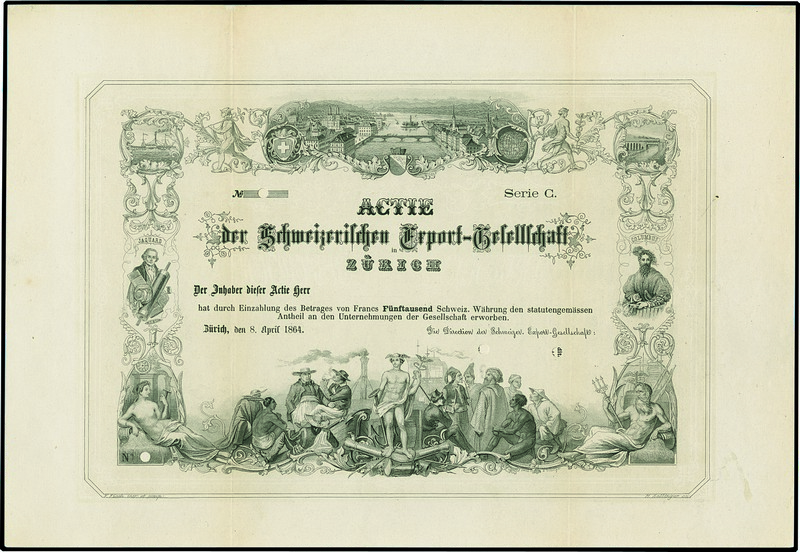 No
Serie C.
ACTIE
der Schweizerischen Export-Gesellschaft
in
ZÜRICH
JAQUARD
COLUMBUS
Der Inhaber dieser Actie Herr
hat durch Einzahlung des Betrages von Francs Fünftausend Schweiz. Währung den statutengemässen
Antheil an den Unternehmungen der Gesellschaft erworben.
Zürich, den 8. April 1864.
Die Direction der Schweizer. Export-Gesellschaft:
No